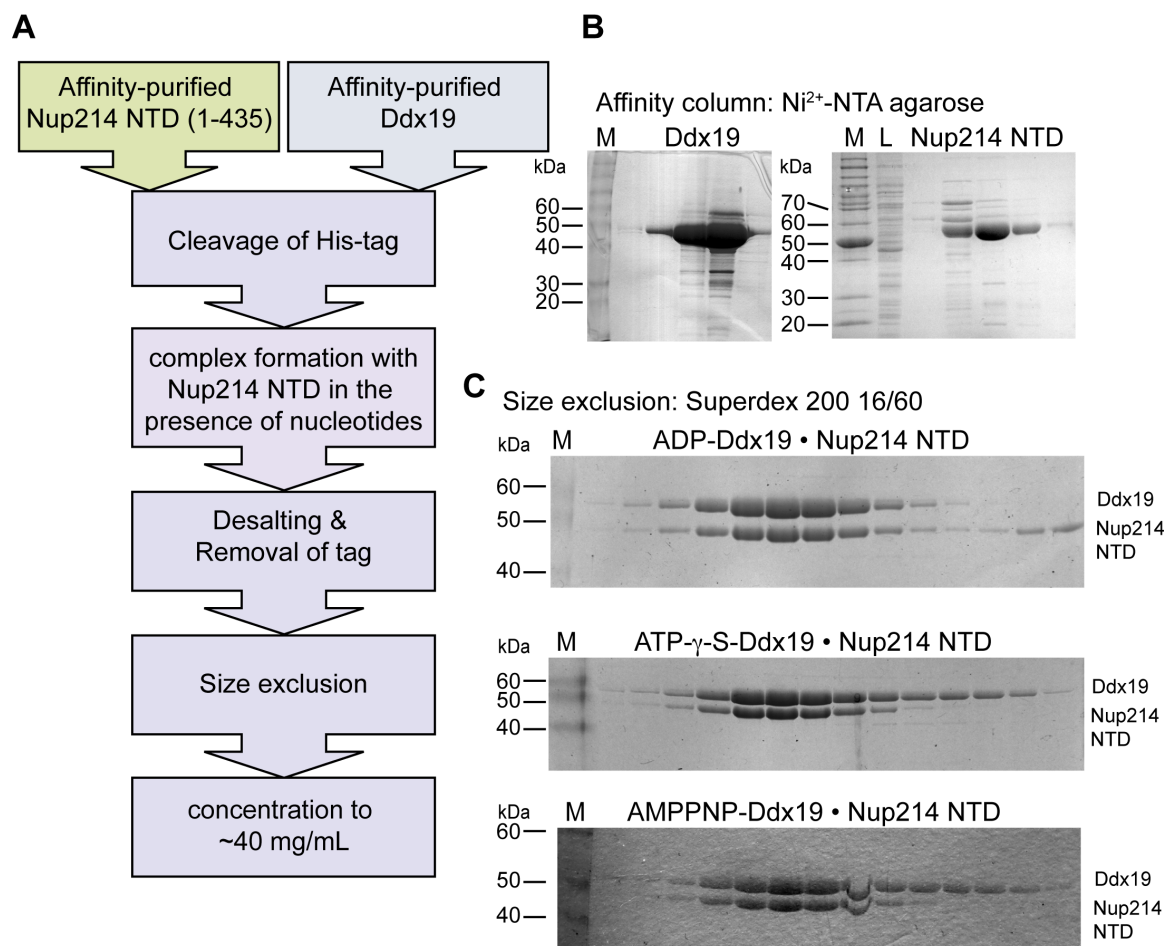 A
Affinity-purified
Nup214 NTD (1-435)
Affinity-purified
Ddx19
Cleavage of His-tag
complex formation with
Nup214 NTD in the
presence of nucleotides
Desalting &
Removal of tag
Size exclusion
concentration to
~40 mg/mL
B
Affinity column: Ni²⁺-NTA agarose
M Ddx19
kDa
60
50
40
30
20
M L Nup214 NTD
kDa
70
60
50
40
30
20
C
Size exclusion: Superdex 200 16/60
kDa M ADP-Ddx19 • Nup214 NTD
60
50
40
Ddx19
Nup214
NTD
kDa M ATP-γ-S-Ddx19 • Nup214 NTD
60
50
40
Ddx19
Nup214
NTD
kDa M AMPPNP-Ddx19 • Nup214 NTD
60
50
40
Ddx19
Nup214
NTD